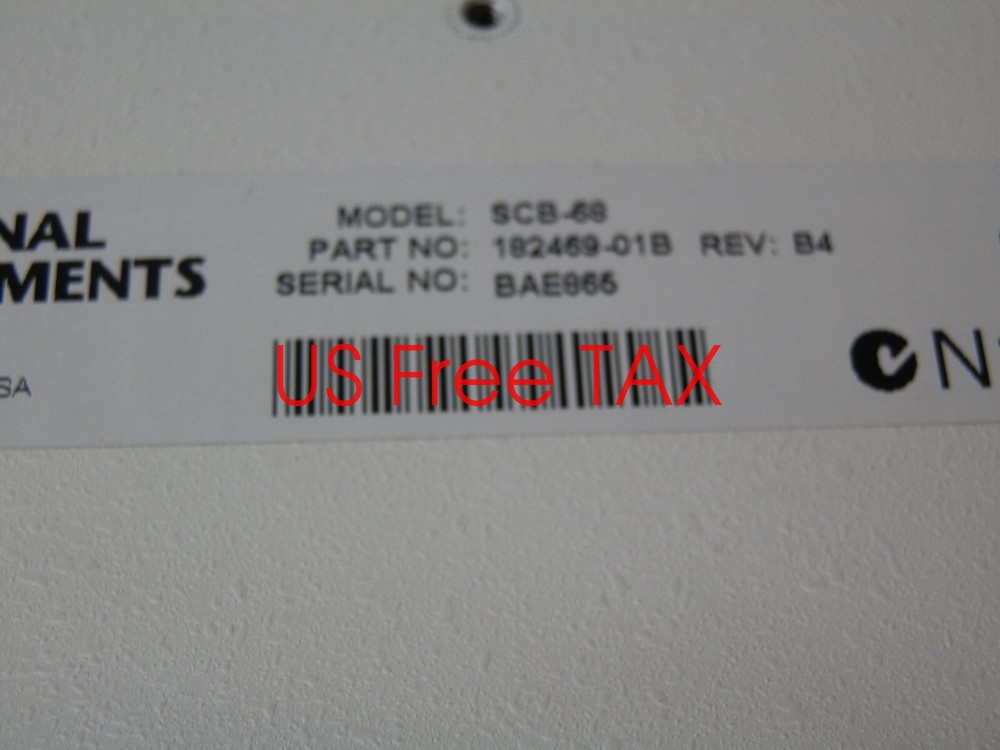 NAL
MENTS
MODEL: SCB-68
PART NO: 182469-01B REV: B4
SERIAL NO: BAE865
US Free TAX
SA
N